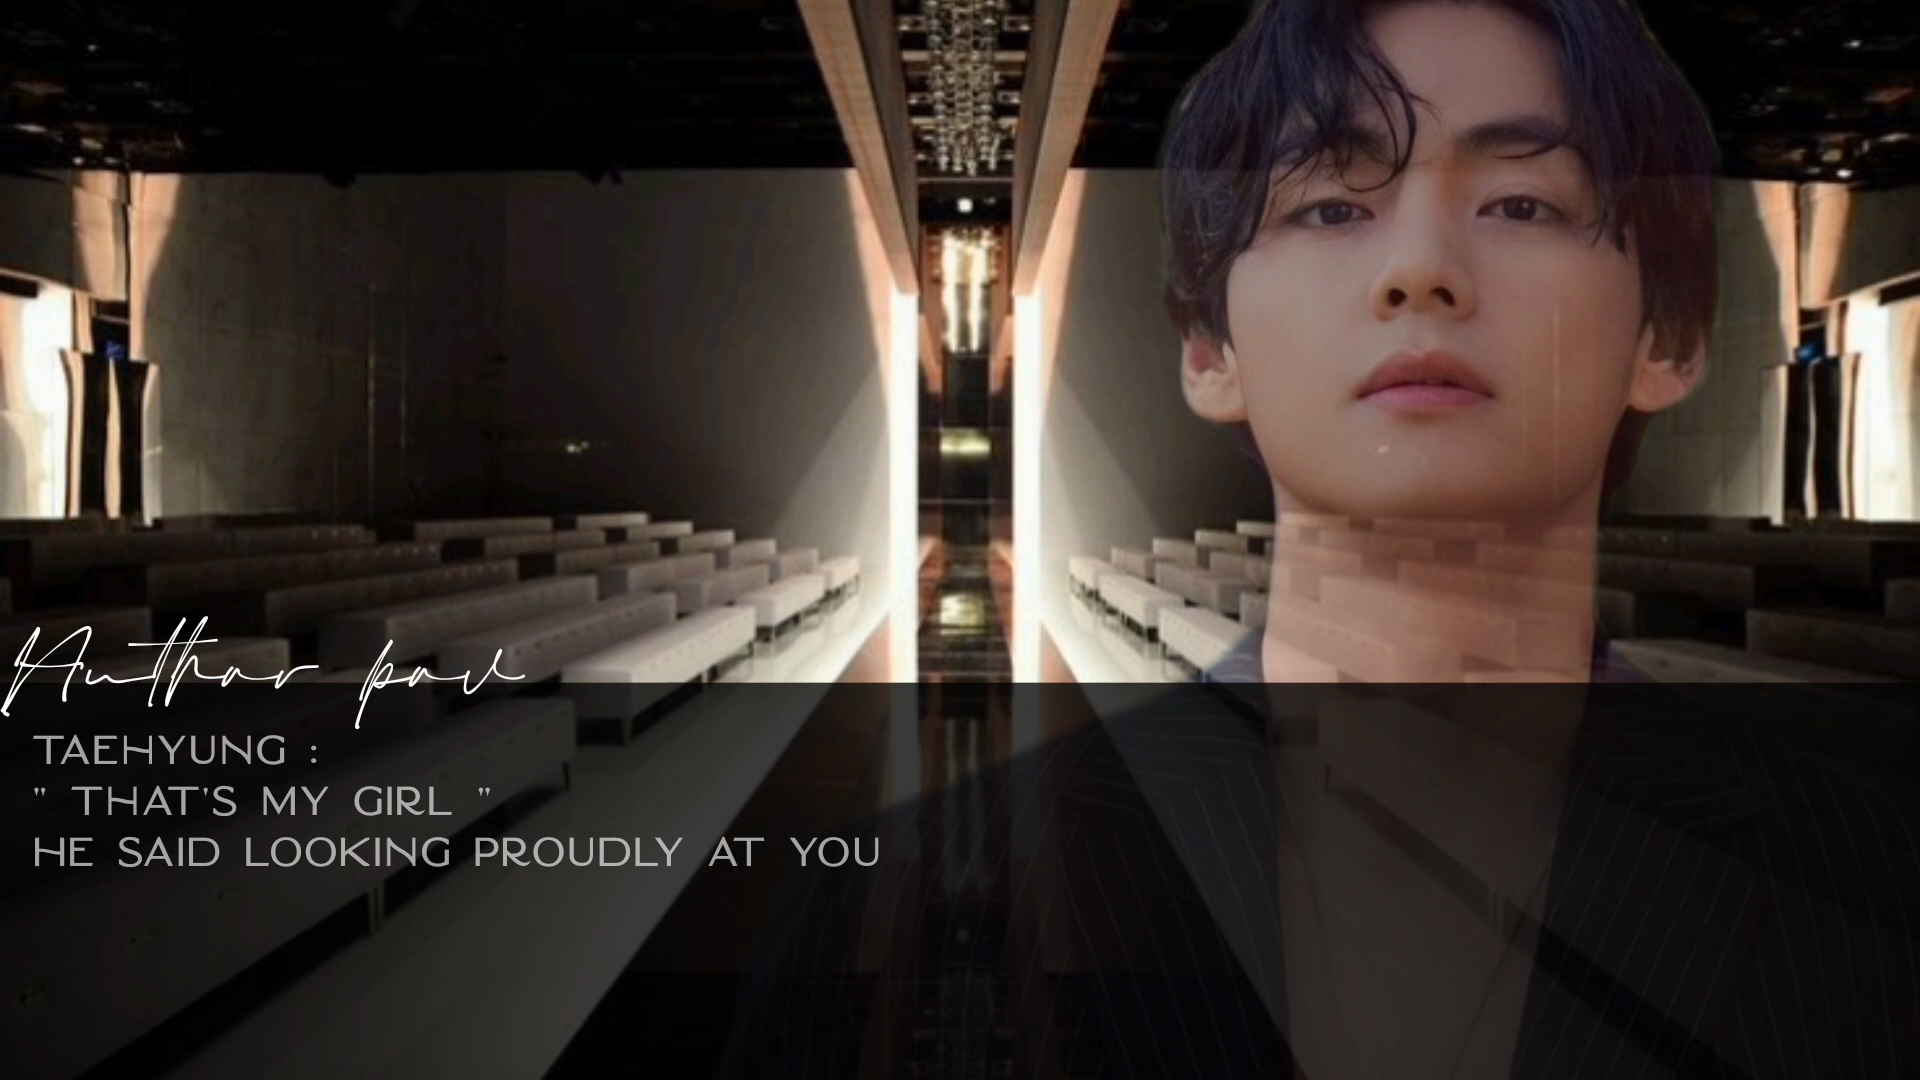 Author pov
TAEHYUNG :
" THAT'S MY GIRL "
HE SAID LOOKING PROUDLY AT YOU